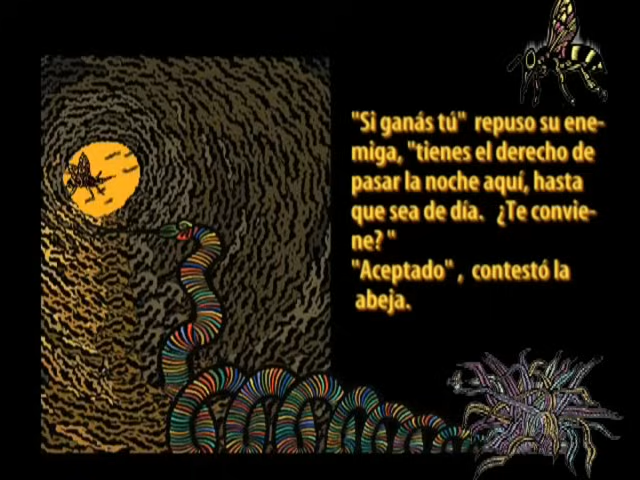 "Si ganás tú" repuso su ene-
miga, "tienes el derecho de
pasar la noche aquí, hasta
que sea de día. ¿Te convie-
ne? "
"Aceptado" , contestó la
abeja.